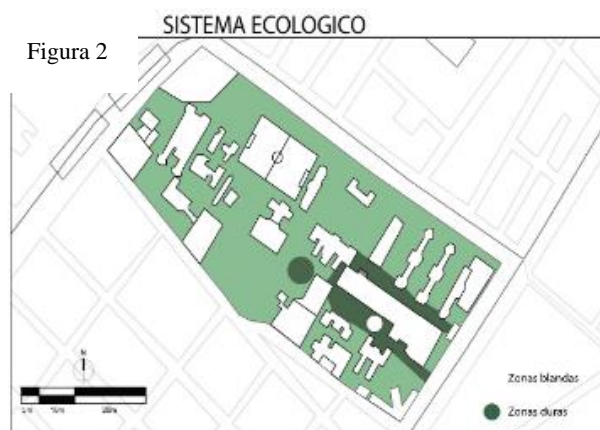 SISTEMA ECOLOGICO
Figura 2
N
Zonas blandas
Zonas duras